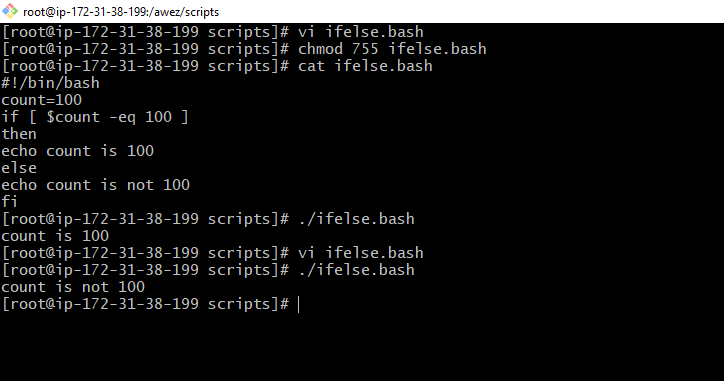 root@ip-172-31-38-199:/awez/scripts
[root@ip-172-31-38-199 scripts]# vi ifelse.bash
[root@ip-172-31-38-199 scripts]# chmod 755 ifelse.bash
[root@ip-172-31-38-199 scripts]# cat ifelse.bash
#!/bin/bash
count=100
if [ $count -eq 100 ]
then
echo count is 100
else
echo count is not 100
fi
[root@ip-172-31-38-199 scripts]# ./ifelse.bash
count is 100
[root@ip-172-31-38-199 scripts]# vi ifelse.bash
[root@ip-172-31-38-199 scripts]# ./ifelse.bash
count is not 100
[root@ip-172-31-38-199 scripts]#